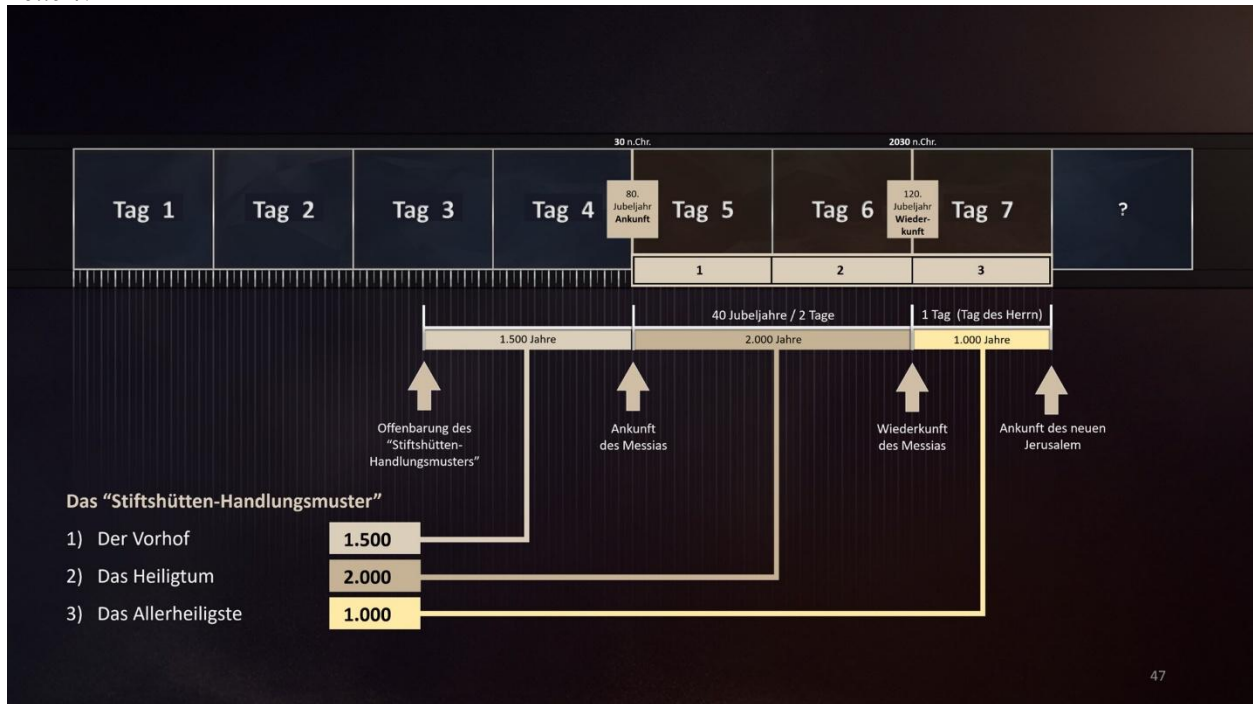 30 n.Chr.
2030 n.Chr.
Tag 1
Tag 2
Tag 3
Tag 4
80.
Jubeljahr
Ankunft
Tag 5
Tag 6
120.
Jubeljahr
Wieder-
kunft
Tag 7
?
1
2
3
40 Jubeljahre / 2 Tage
1 Tag (Tag des Herrn)
1.500 Jahre
2.000 Jahre
1.000 Jahre
Offenbarung des
"Stiftshütten-
Handlungsmusters"
Ankunft
des Messias
Wiederkunft
des Messias
Ankunft des neuen
Jerusalem
Das "Stiftshütten-Handlungsmuster"
1) Der Vorhof
1.500
2) Das Heiligtum
2.000
3) Das Allerheiligste
1.000
47